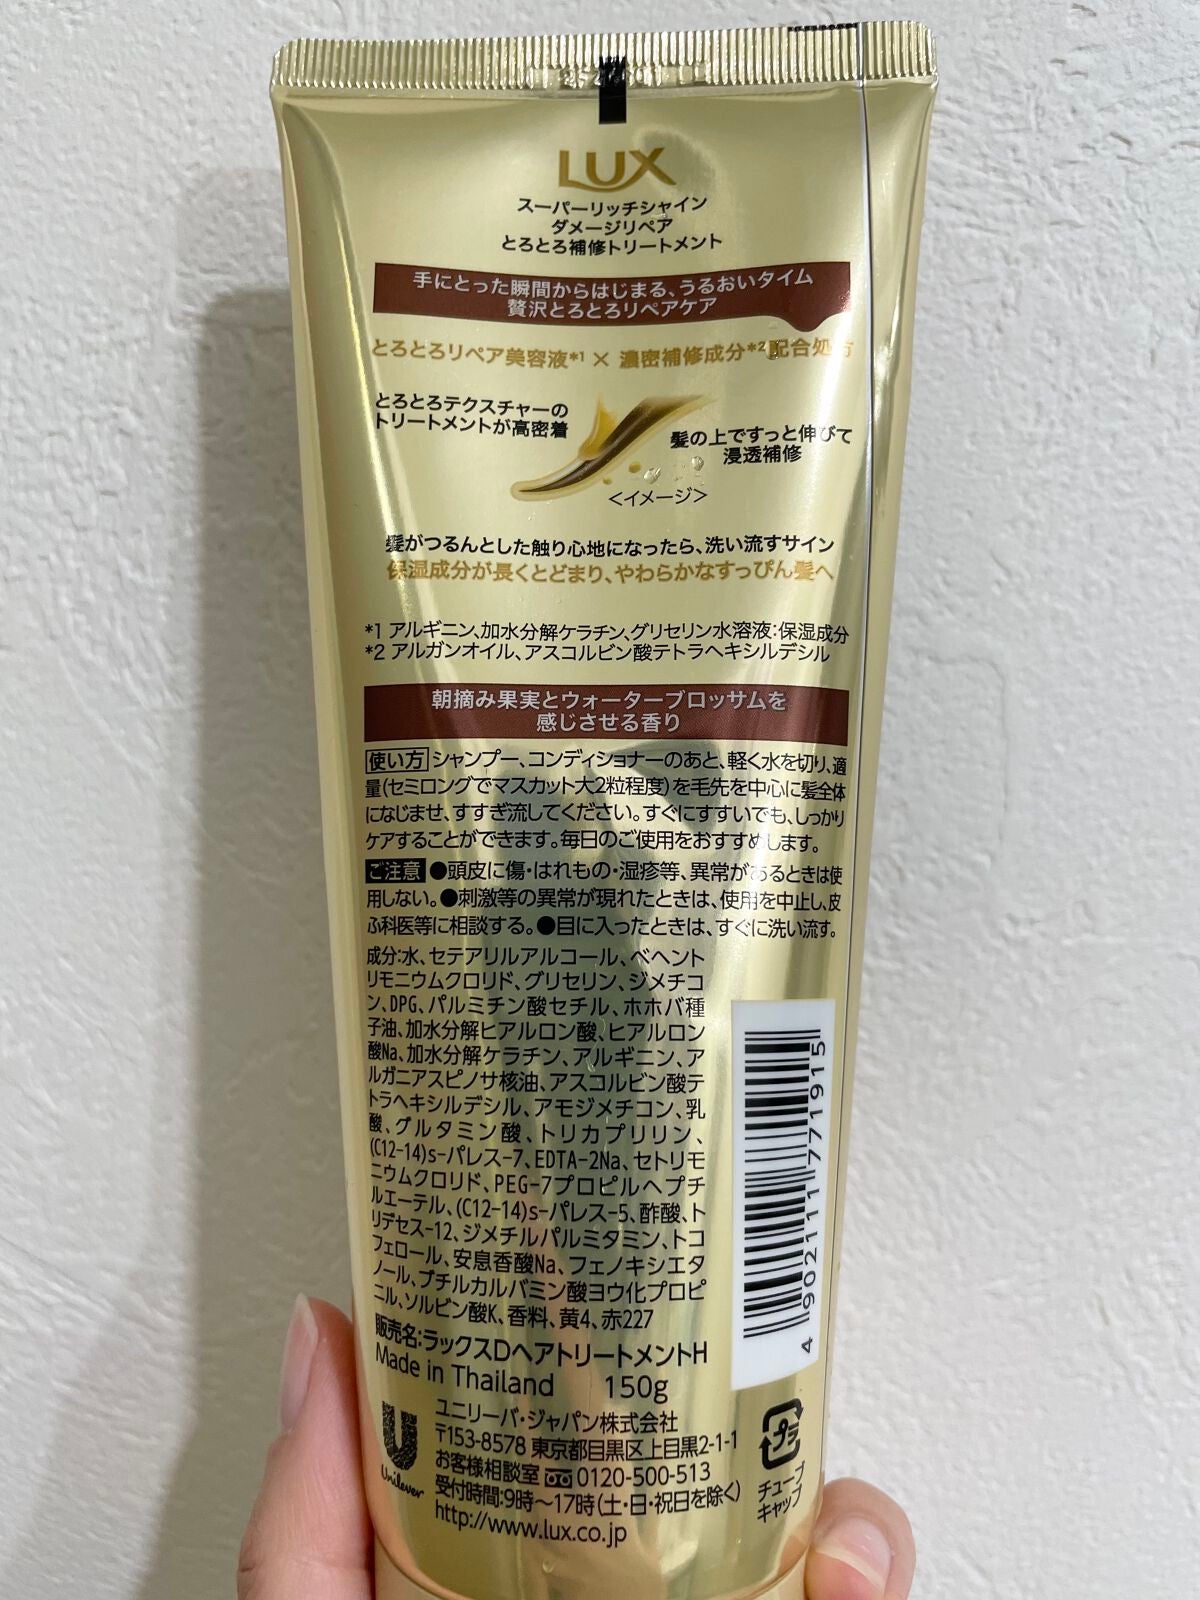 LUX
スーパーリッチシャイン
ダメージリペア
とろとろ補修トリートメント
手にとった瞬間からはじまる、うるおいタイム
贅沢とろとろリペアケア
とろとろリペア美容液*1 × 濃密補修成分*2配合処方
とろとろテクスチャーの
トリートメントが高密着
髪の上ですっと伸びて
浸透補修
<イメージ>
髪がつるんとした触り心地になったら、洗い流すサイン
保湿成分が長くとどまり、やわらかなすっぴん髪へ
*1 アルギニン、加水分解ケラチン、グリセリン水溶液:保湿成分
*2 アルガンオイル、アスコルビン酸テトラヘキシルデシル
朝摘み果実とウォーターブロッサムを
感じさせる香り
使い方 シャンプー、コンディショナーのあと、軽く水を切り、適
量(セミロングでマスカット大2粒程度)を毛先を中心に髪全体
になじませ、すすぎ流してください。すぐにすすいでも、しっかり
ケアすることができます。毎日のご使用をおすすめします。
ご注意 ●頭皮に傷・はれもの・湿疹等、異常があるときは使
用しない。●刺激等の異常が現れたときは、使用を中止し、皮
ふ科医等に相談する。●目に入ったときは、すぐに洗い流す。
成分:水、セテアリルアルコール、ベヘント
リモニウムクロリド、グリセリン、ジメチコ
ン、DPG、パルミチン酸セチル、ホホバ種
子油、加水分解ヒアルロン酸、ヒアルロン
酸Na、加水分解ケラチン、アルギニン、ア
ルガニアスピノサ核油、アスコルビン酸テ
トラヘキシルデシル、アモジメチコン、乳
酸、グルタミン酸、トリカプリリン、
(C12-14)s-パレス-7、EDTA-2Na、セトリモ
ニウムクロリド、PEG-7プロピルヘプチ
ルエーテル、(C12-14)s-パレス-5、酢酸、ト
リデセス-12、ジメチルパルミタミン、トコ
フェロール、安息香酸Na、フェノキシエタ
ノール、ブチルカルバミン酸ヨウ化プロピ
ニル、ソルビン酸K、香料、黄4、赤227
販売名:ラックスDヘアトリートメントH
Made in Thailand 150g
ユニリーバ・ジャパン株式会社
〒153-8578 東京都目黒区上目黒2-1-1
お客様相談室 0120-500-513
受付時間:9時〜17時(土・日・祝日を除く)
http://www.lux.co.jp
Unilever
4 902111 771915
プラ
チューブ
キャップ